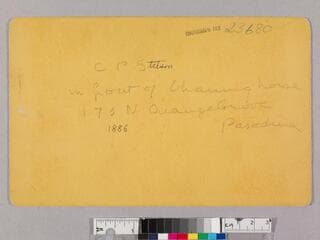 23680
C P Stetson
in front of Channing house
170 N Orange Grove
Pasadena
1886